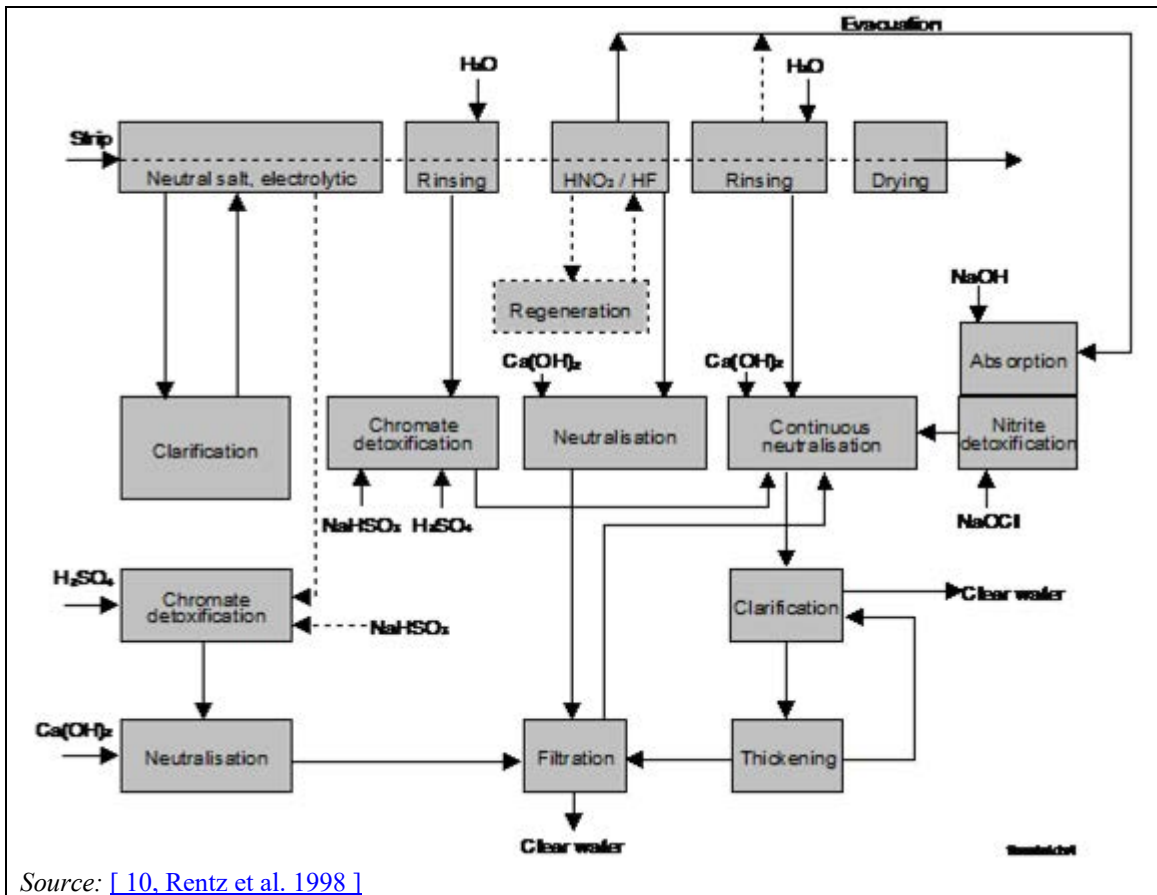 Evacuation
H₂O
H₂O
Strip
Neutral salt, electrolytic
Rinsing
HNO₃ / HF
Rinsing
Drying
Regeneration
NaOH
Absorption
Ca(OH)₂
Ca(OH)₂
Clarification
Chromate
detoxification
Neutralisation
Continuous
neutralisation
Nitrite
detoxification
NaHSO₃
H₂SO₄
NaOCl
H₂SO₄
Chromate
detoxification
NaHSO₃
Clarification
Clear water
Ca(OH)₂
Neutralisation
Filtration
Thickening
Clear water
Source: [ 10, Rentz et al. 1998 ]